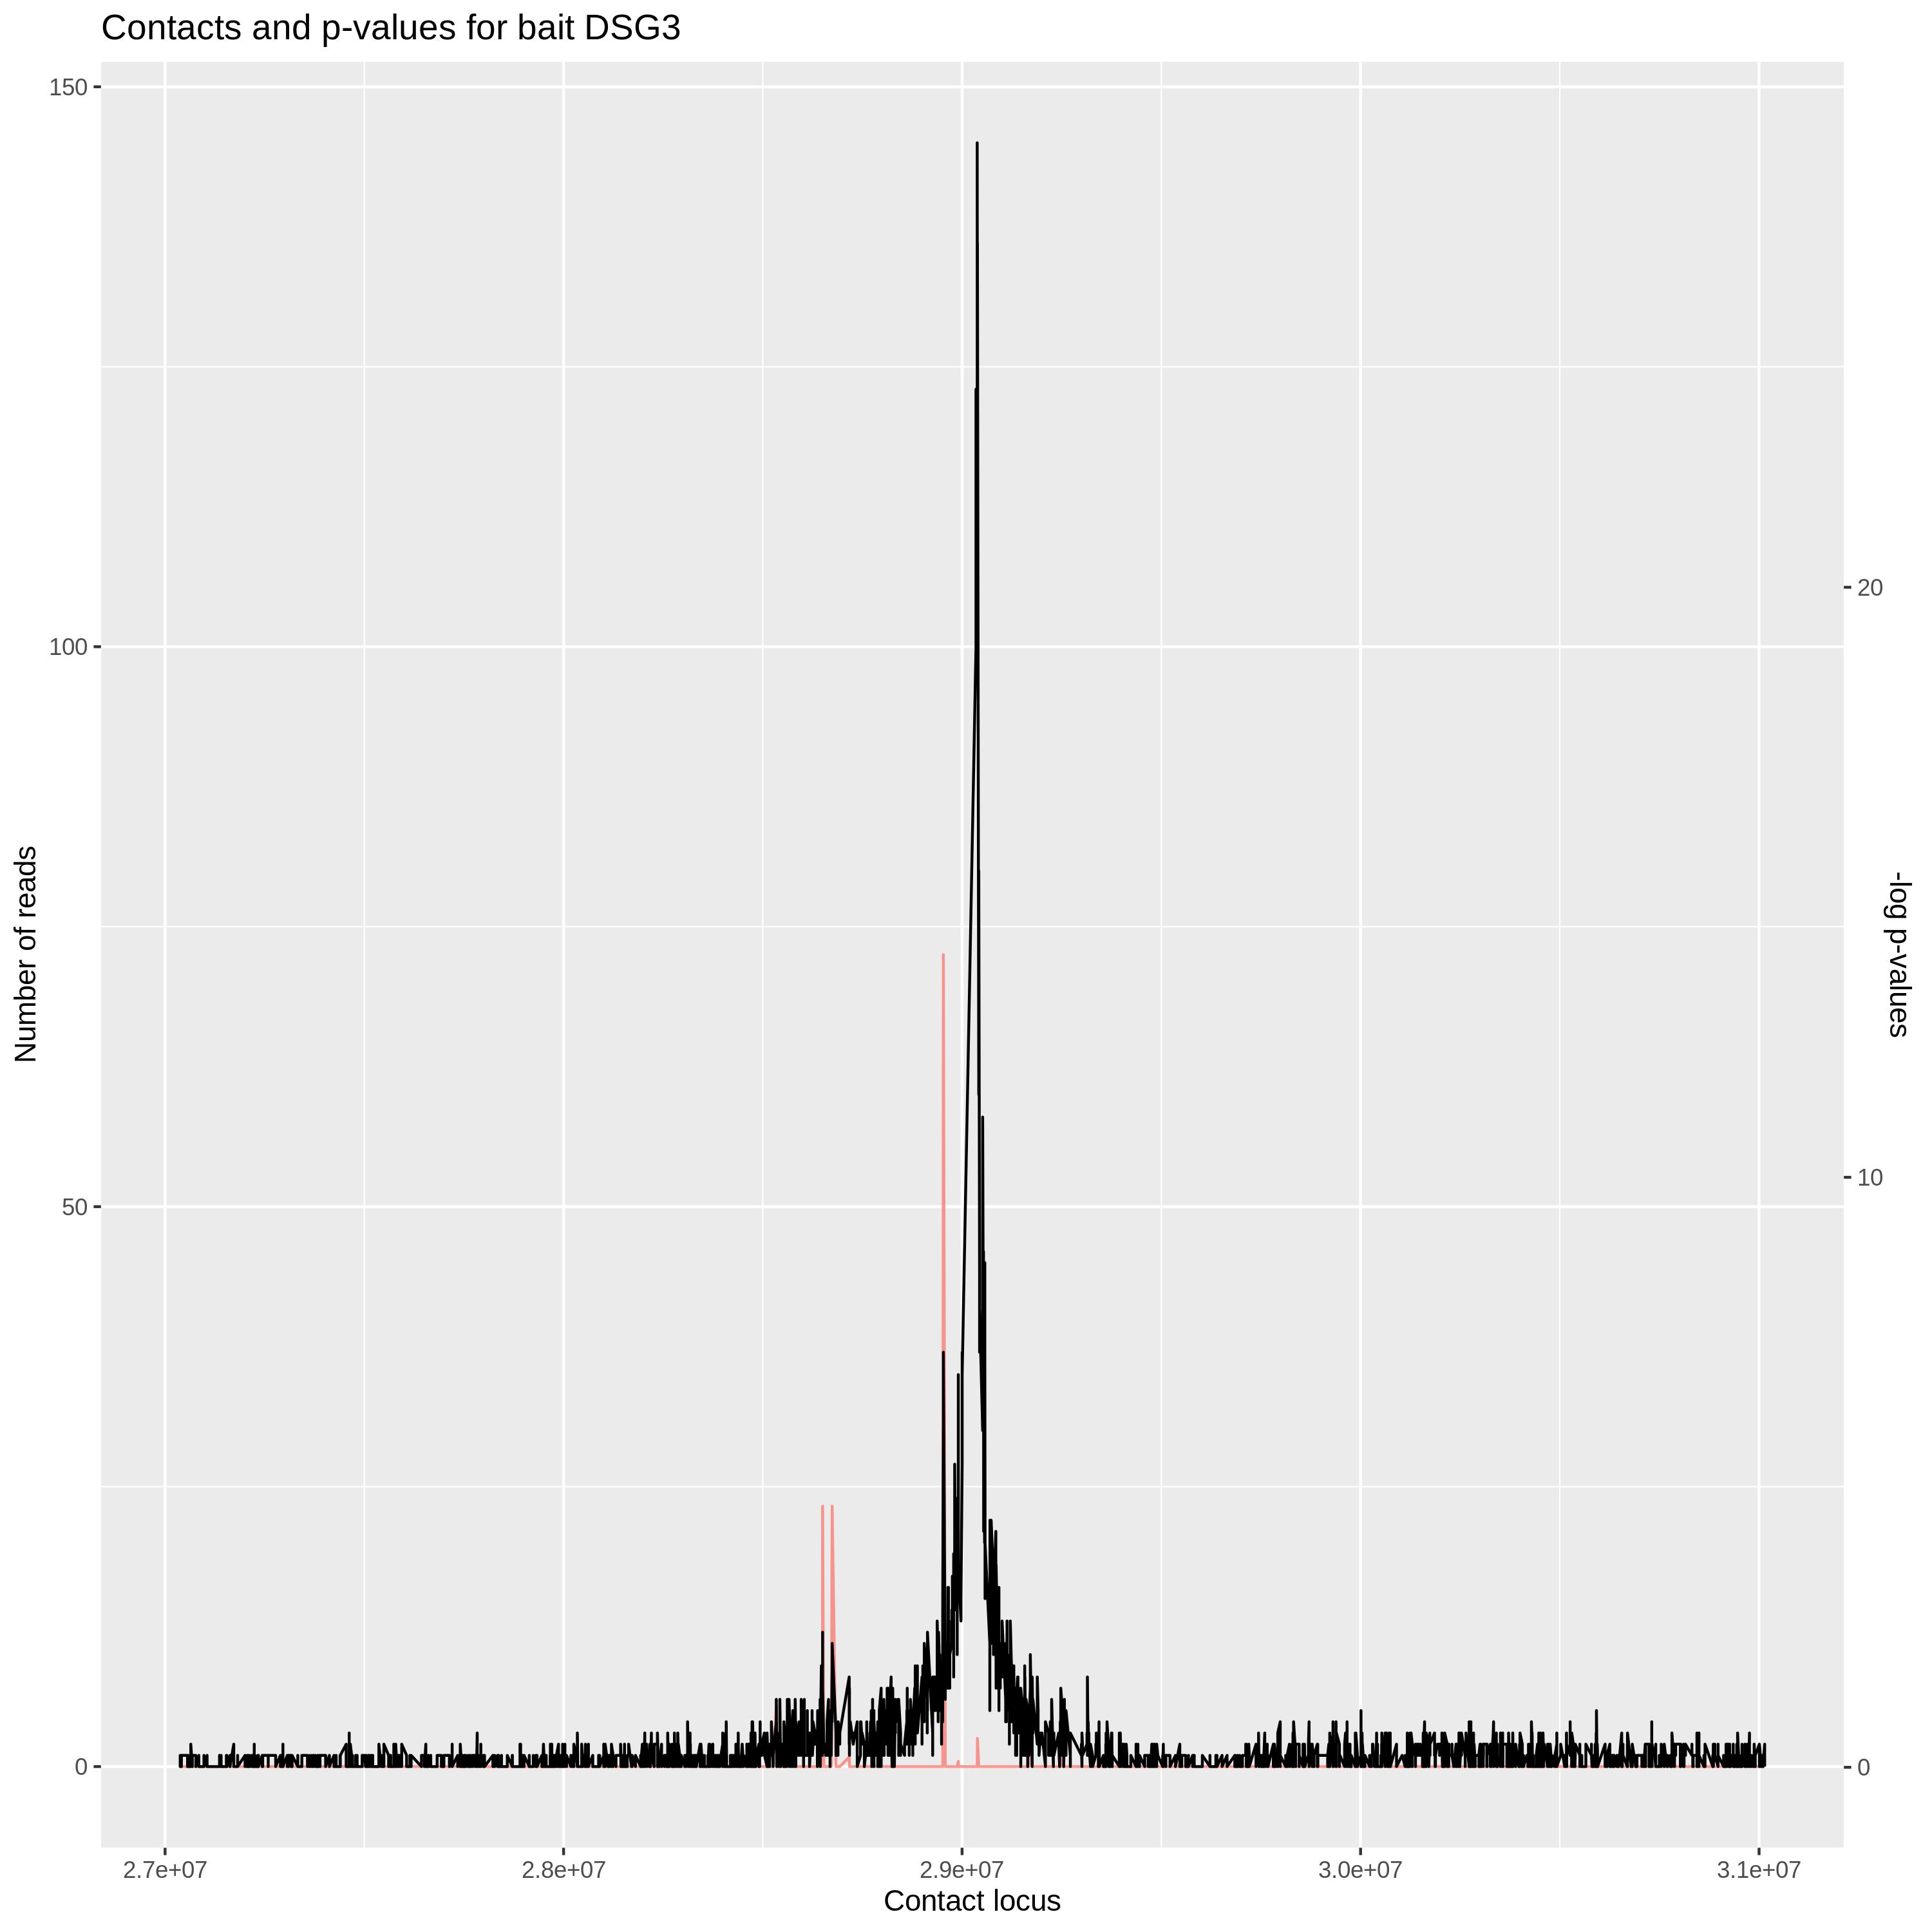 Contacts and p-values for bait DSG3
150
100
50
0
Number of reads
20
10
0
-log p-values
2.7e+07
2.8e+07
2.9e+07
3.0e+07
3.1e+07
Contact locus